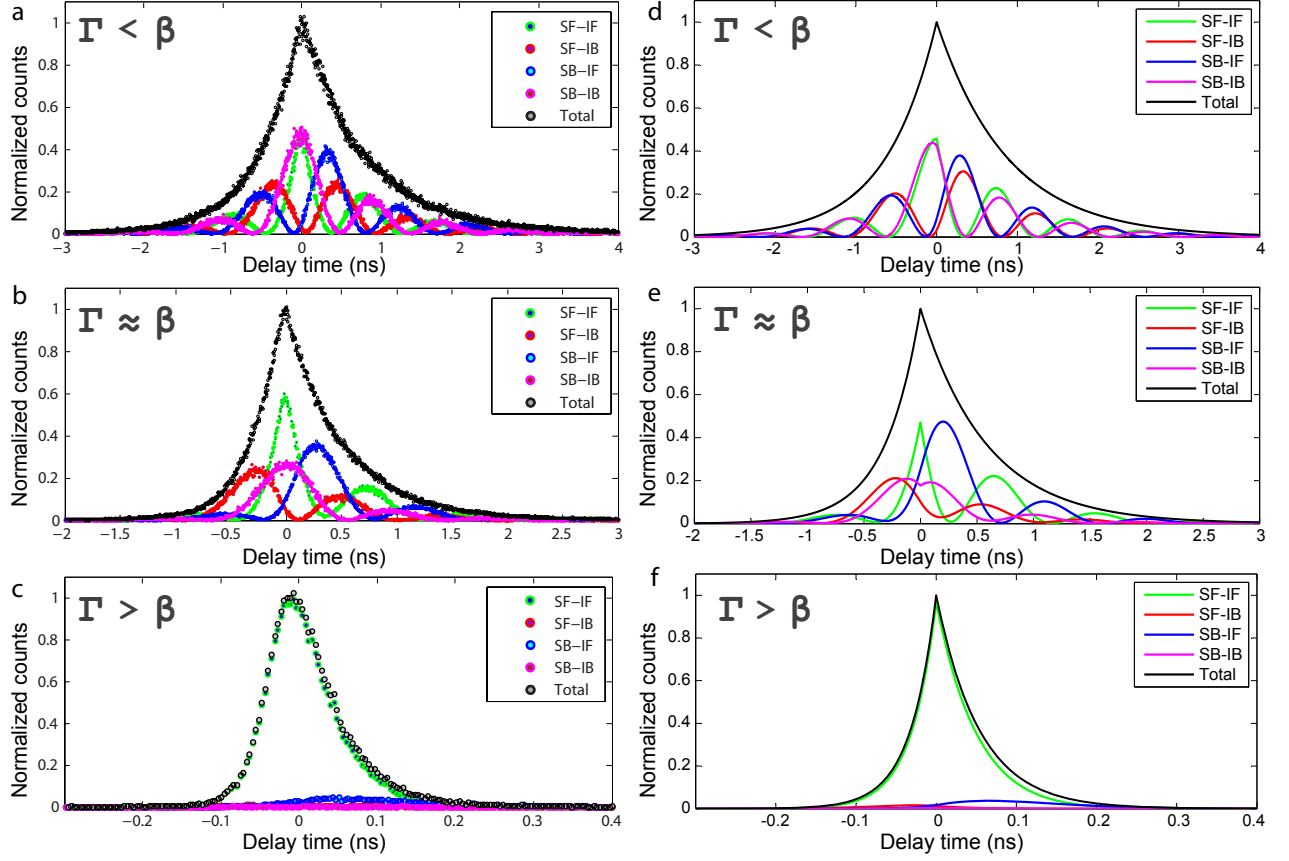 a
Γ < β
Normalized counts
1
0.8
0.6
0.4
0.2
0
−3 −2 −1 0 1 2 3 4
Delay time (ns)
SF−IF
SF−IB
SB−IF
SB−IB
Total
d
Γ < β
Normalized counts
1
0.8
0.6
0.4
0.2
0
-3 -2 -1 0 1 2 3 4
Delay time (ns)
SF-IF
SF-IB
SB-IF
SB-IB
Total
b
Γ ≈ β
Normalized counts
1
0.8
0.6
0.4
0.2
0
−2 −1.5 −1 −0.5 0 0.5 1 1.5 2 2.5 3
Delay time (ns)
SF−IF
SF−IB
SB−IF
SB−IB
Total
e
Γ ≈ β
Normalized counts
1
0.8
0.6
0.4
0.2
0
-2 -1.5 -1 -0.5 0 0.5 1 1.5 2 2.5 3
Delay time (ns)
SF-IF
SF-IB
SB-IF
SB-IB
Total
c
Γ > β
Normalized counts
1
0.8
0.6
0.4
0.2
0
−0.2 −0.1 0 0.1 0.2 0.3 0.4
Delay time (ns)
SF−IF
SF−IB
SB−IF
SB−IB
Total
f
Γ > β
Normalized counts
1
0.8
0.6
0.4
0.2
0
-0.2 -0.1 0 0.1 0.2 0.3 0.4
Delay time (ns)
SF-IF
SF-IB
SB-IF
SB-IB
Total